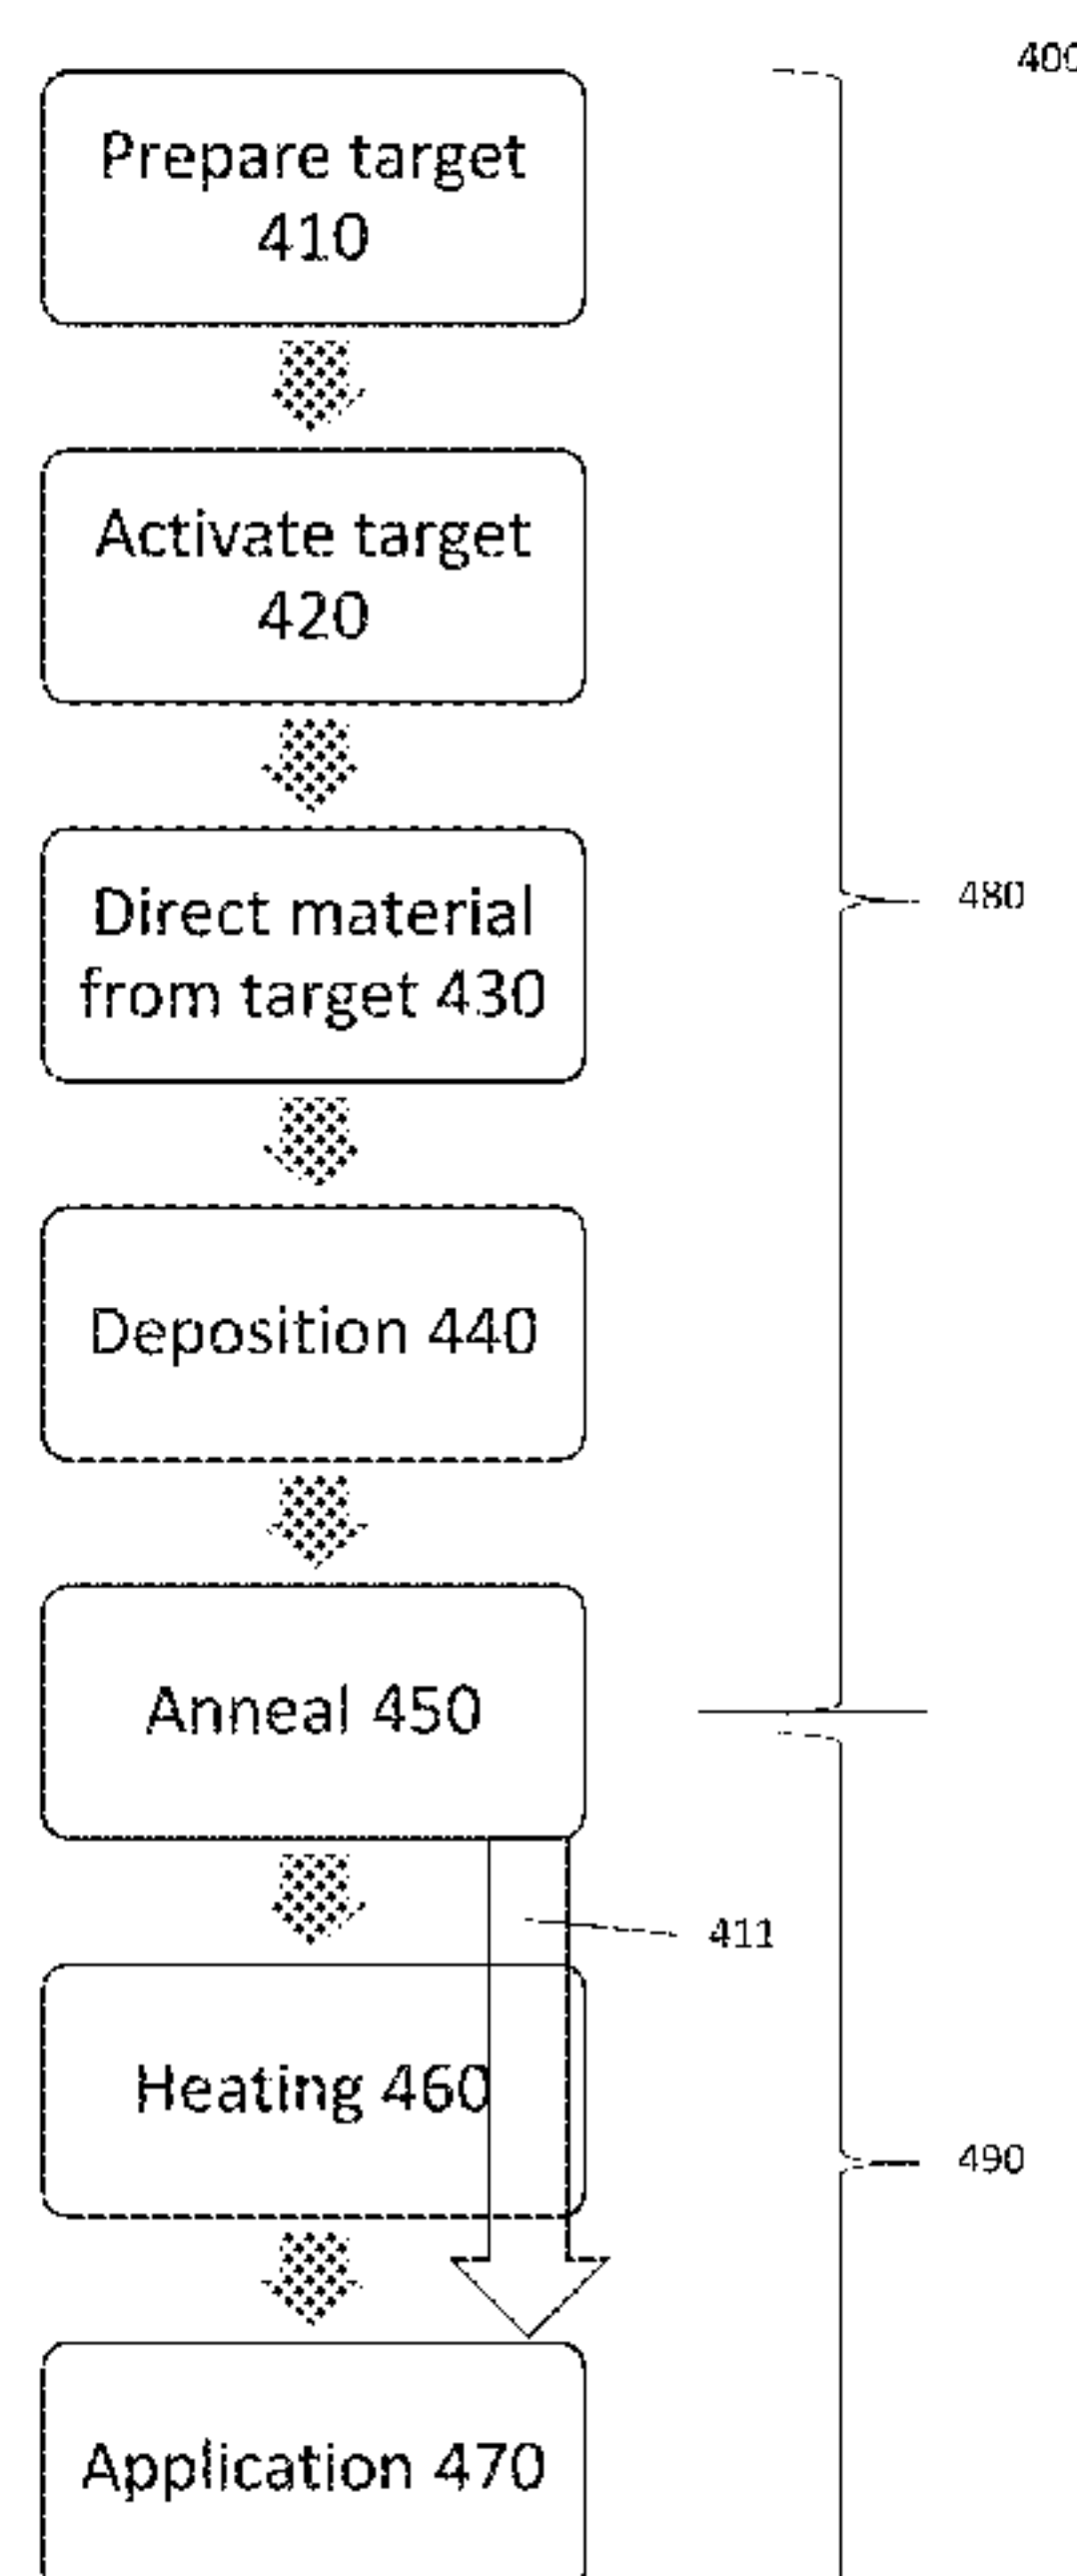 400
Prepare target
410
Activate target
420
Direct material
from target 430
480
Deposition 440
Anneal 450
411
Heating 460
490
Application 470